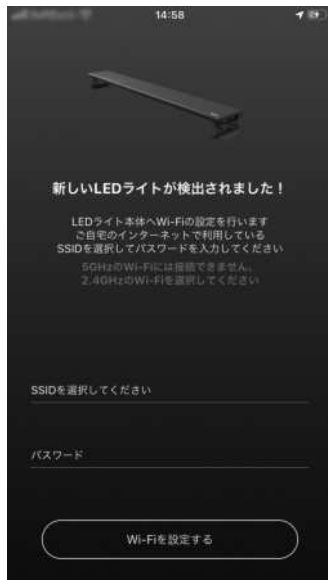 14:58
新しいLEDライトが検出されました！
LEDライト本体へWi-Fiの設定を行います
ご自宅のインターネットで利用している
SSIDを選択してパスワードを入力してください
5GHzのWi-Fiには接続できません。
2.4GHzのWi-Fiを選択してください
SSIDを選択してください
パスワード
Wi-Fiを設定する